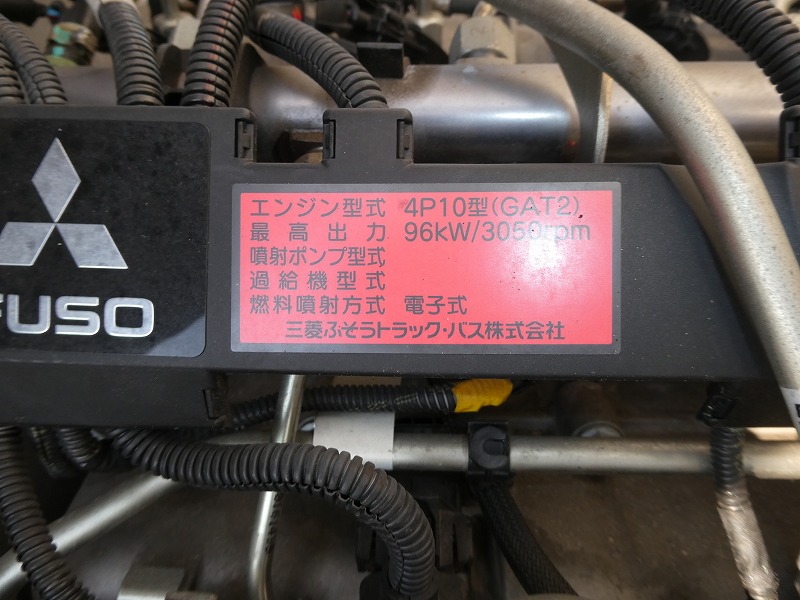 FUSO
エンジン型式 4P10型(GAT2)
最高出力 96kW/3050rpm
噴射ポンプ型式
過給機型式
燃料噴射方式 電子式
三菱ふそうトラック・バス株式会社